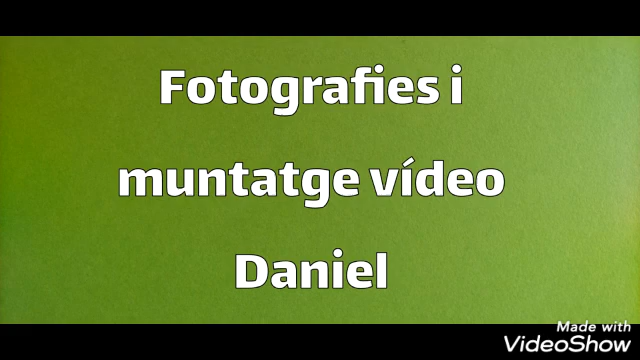 Fotografies i
muntatge vídeo
Daniel
Made with
VideoShow